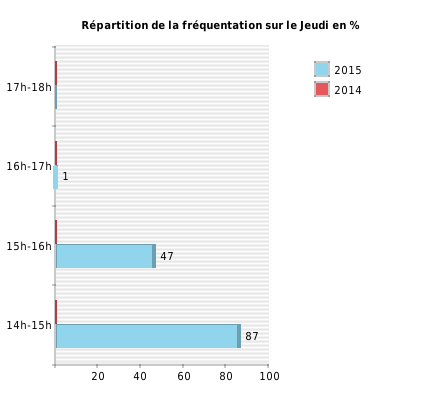 Répartition de la fréquentation sur le Jeudi en %
2015
2014
17h-18h
16h-17h
1
15h-16h
47
14h-15h
87
20 40 60 80 100